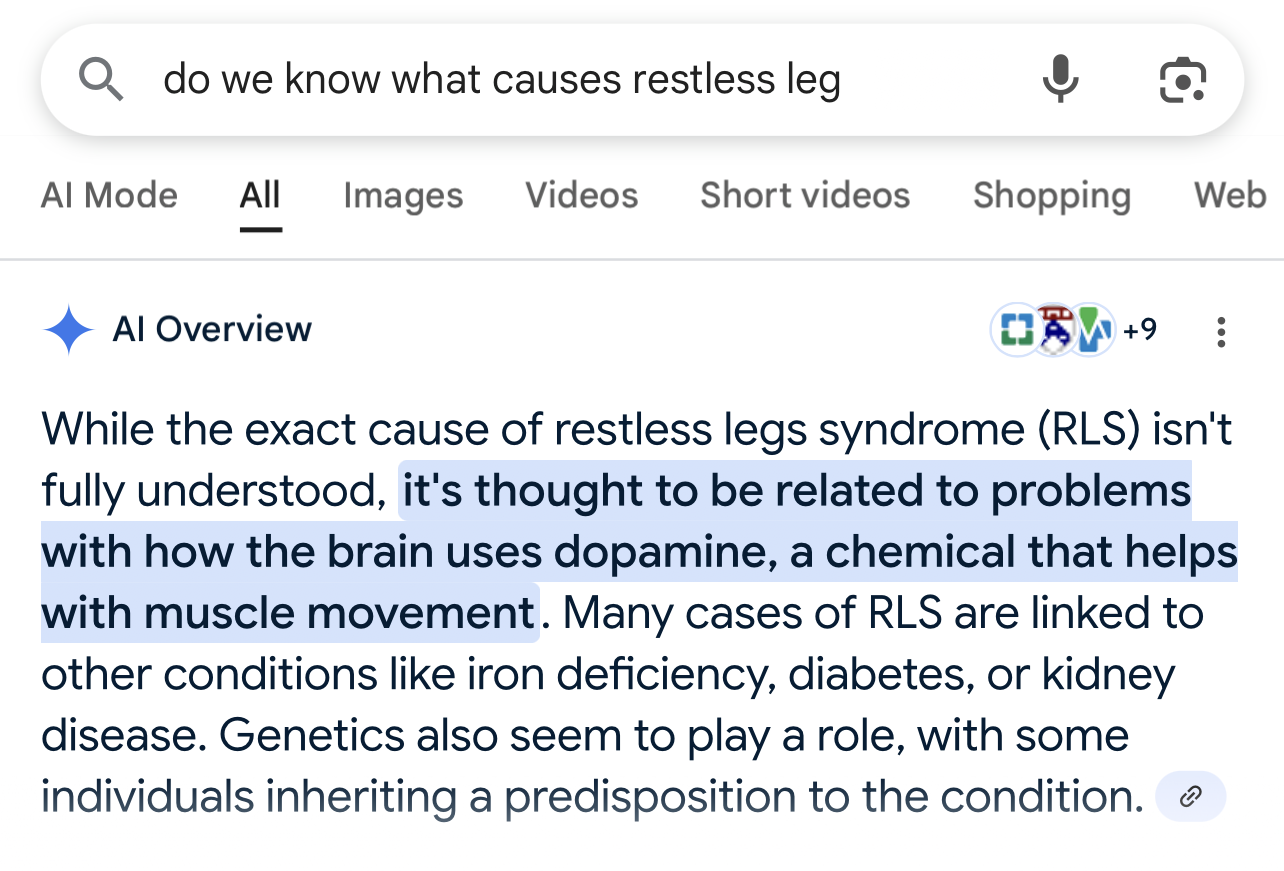 do we know what causes restless leg
AI Mode All Images Videos Short videos Shopping Web
AI Overview +9
While the exact cause of restless legs syndrome (RLS) isn't
fully understood, it's thought to be related to problems
with how the brain uses dopamine, a chemical that helps
with muscle movement. Many cases of RLS are linked to
other conditions like iron deficiency, diabetes, or kidney
disease. Genetics also seem to play a role, with some
individuals inheriting a predisposition to the condition.